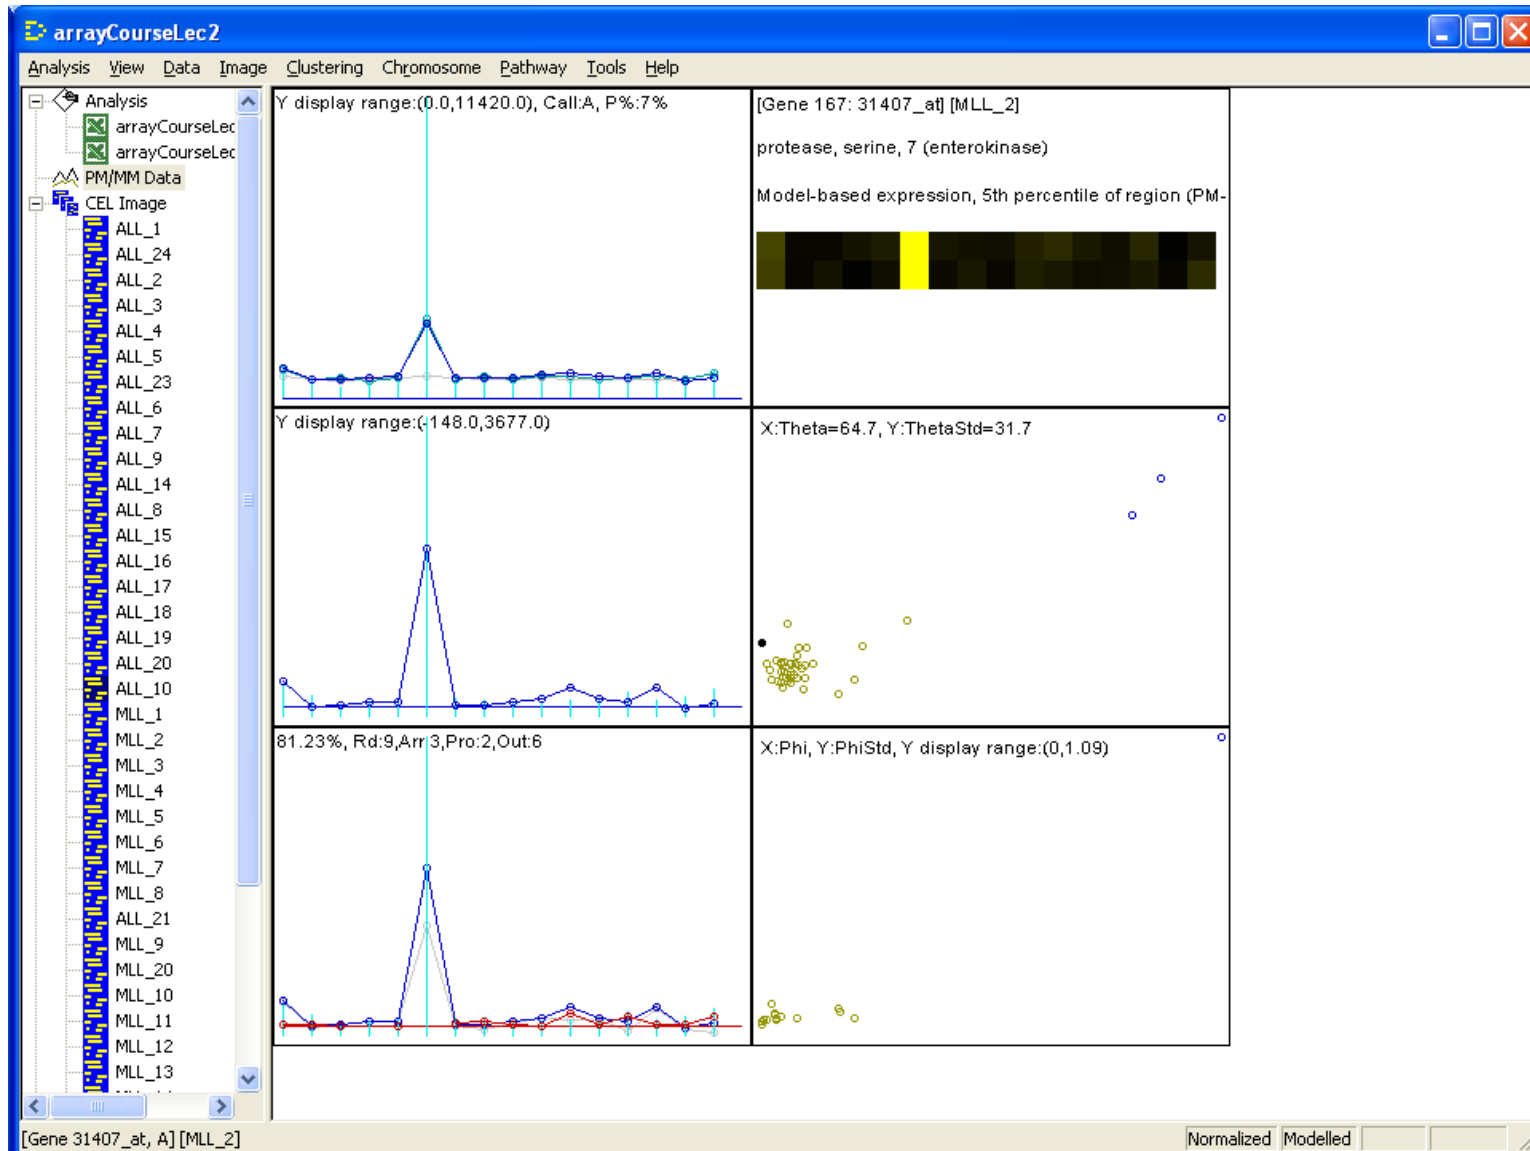 arrayCourseLec2
Analysis View Data Image Clustering Chromosome Pathway Tools Help
Analysis
arrayCourseLec
arrayCourseLec
PM/MM Data
CEL Image
ALL_1
ALL_24
ALL_2
ALL_3
ALL_4
ALL_5
ALL_23
ALL_6
ALL_7
ALL_9
ALL_14
ALL_8
ALL_15
ALL_16
ALL_17
ALL_18
ALL_19
ALL_20
ALL_10
MLL_1
MLL_2
MLL_3
MLL_4
MLL_5
MLL_6
MLL_7
MLL_8
ALL_21
MLL_9
MLL_20
MLL_10
MLL_11
MLL_12
MLL_13
Y display range:(0.0,11420.0), Call:A, P%:7%
[Gene 167: 31407_at] [MLL_2]
protease, serine, 7 (enterokinase)
Model-based expression, 5th percentile of region (PM-
Y display range:(-148.0,3677.0)
X:Theta=64.7, Y:ThetaStd=31.7
81.23%, Rd:9,Arr:3,Pro:2,Out:6
X:Phi, Y:PhiStd, Y display range:(0,1.09)
[Gene 31407_at, A] [MLL_2]
Normalized Modelled